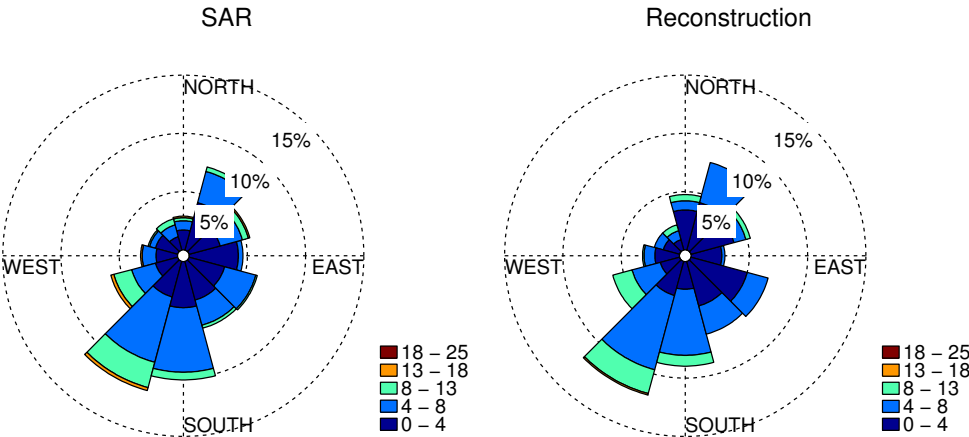 SAR
NORTH
15%
10%
5%
WEST
EAST
SOUTH
18 – 25
13 – 18
8 – 13
4 – 8
0 – 4
Reconstruction
NORTH
15%
10%
5%
WEST
EAST
SOUTH
18 – 25
13 – 18
8 – 13
4 – 8
0 – 4